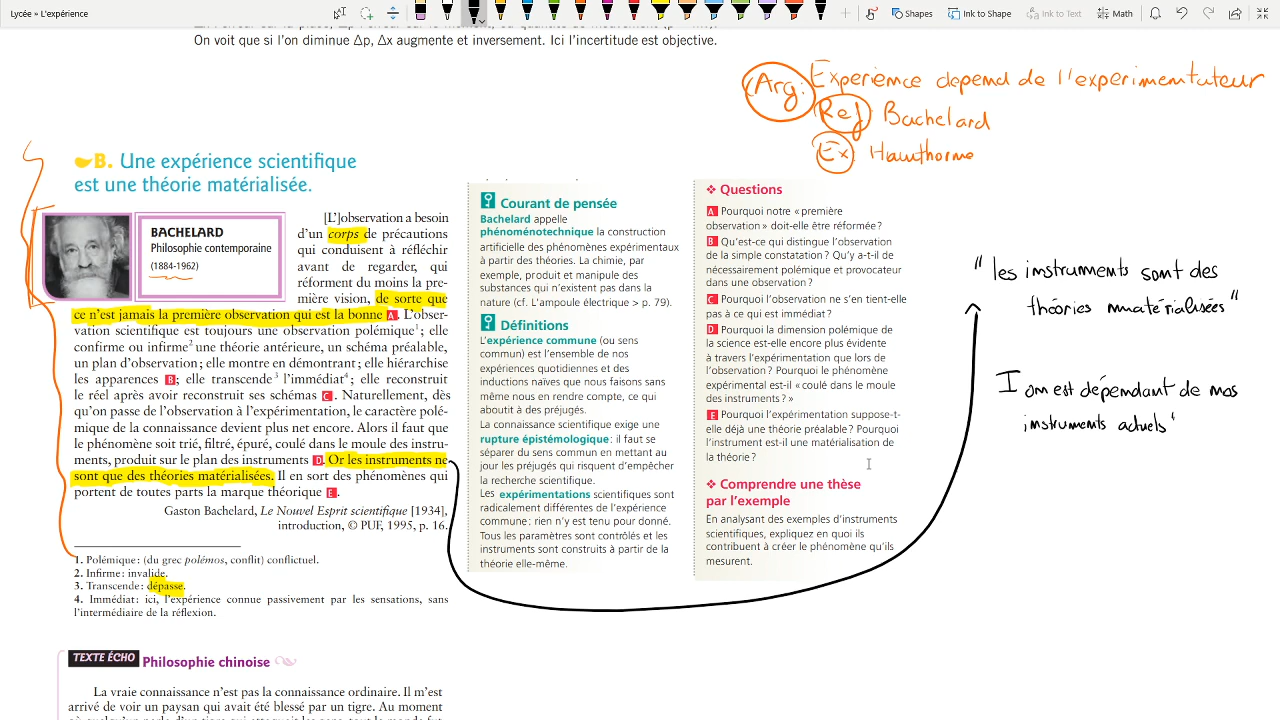 Lycée » L'expérience
Shapes
Ink to Shape
Ink to Text
Math
On voit que si l'on diminue Δp, Δx augmente et inversement. Ici l'incertitude est objective.
Arg. Experience depend de l'experimentateur
Ref Bachelard
Ex Hawthorne
B. Une expérience scientifique
est une théorie matérialisée.
BACHELARD
Philosophie contemporaine
(1884-1962)
[L']observation a besoin
d'un corps de précautions
qui conduisent à réfléchir
avant de regarder, qui
réforment du moins la pre-
mière vision, de sorte que
ce n'est jamais la première observation qui est la bonne A. L'obser-
vation scientifique est toujours une observation polémique1 ; elle
confirme ou infirme2 une théorie antérieure, un schéma préalable,
un plan d'observation ; elle montre en démontrant ; elle hiérarchise
les apparences B ; elle transcende3 l'immédiat4 ; elle reconstruit
le réel après avoir reconstruit ses schémas C. Naturellement, dès
qu'on passe de l'observation à l'expérimentation, le caractère polé-
mique de la connaissance devient plus net encore. Alors il faut que
le phénomène soit trié, filtré, épuré, coulé dans le moule des instru-
ments, produit sur le plan des instruments D. Or les instruments ne
sont que des théories matérialisées. Il en sort des phénomènes qui
portent de toutes parts la marque théorique E.
Gaston Bachelard, Le Nouvel Esprit scientifique [1934],
introduction, © PUF, 1995, p. 16.
1. Polémique : (du grec polémos, conflit) conflictuel.
2. Infirme : invalide.
3. Transcende : dépasse.
4. Immédiat : ici, l'expérience connue passivement par les sensations, sans
l'intermédiaire de la réflexion.
Courant de pensée
Bachelard appelle
phénoménotechnique la construction
artificielle des phénomènes expérimentaux
à partir des théories. La chimie, par
exemple, produit et manipule des
substances qui n'existent pas dans la
nature (cf. L'ampoule électrique > p. 79).
Définitions
L'expérience commune (ou sens
commun) est l'ensemble de nos
expériences quotidiennes et des
inductions naïves que nous faisons sans
même nous en rendre compte, ce qui
aboutit à des préjugés.
La connaissance scientifique exige une
rupture épistémologique : il faut se
séparer du sens commun en mettant au
jour les préjugés qui risquent d'empêcher
la recherche scientifique.
Les expérimentations scientifiques sont
radicalement différentes de l'expérience
commune : rien n'y est tenu pour donné.
Tous les paramètres sont contrôlés et les
instruments sont construits à partir de la
théorie elle-même.
Questions
A Pourquoi notre « première
observation » doit-elle être réformée ?
B Qu'est-ce qui distingue l'observation
de la simple constatation ? Qu'y a-t-il de
nécessairement polémique et provocateur
dans une observation ?
C Pourquoi l'observation ne s'en tient-elle
pas à ce qui est immédiat ?
D Pourquoi la dimension polémique de
la science est-elle encore plus évidente
à travers l'expérimentation que lors de
l'observation ? Pourquoi le phénomène
expérimental est-il « coulé dans le moule
des instruments ? »
E Pourquoi l'expérimentation suppose-t-
elle déjà une théorie préalable ? Pourquoi
l'instrument est-il une matérialisation de
la théorie ?
Comprendre une thèse
par l'exemple
En analysant des exemples d'instruments
scientifiques, expliquez en quoi ils
contribuent à créer le phénomène qu'ils
mesurent.
"les instruments sont des
théories matérialisées"
I on est dépendant de nos
instruments actuels'
TEXTE ÉCHO Philosophie chinoise
La vraie connaissance n'est pas la connaissance ordinaire. Il m'est
arrivé de voir un paysan qui avait été blessé par un tigre. Au moment